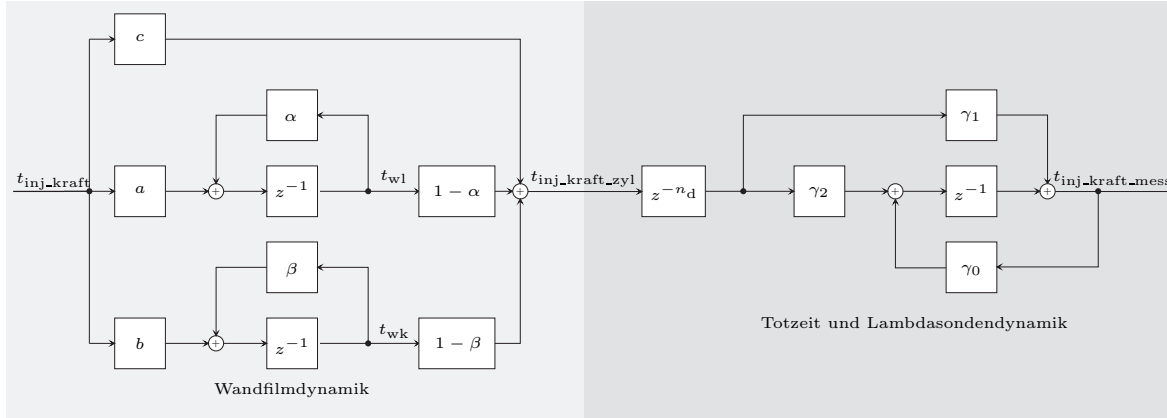 c
α
γ₁
t_inj_kraft
a
z⁻¹
t_wl
1 − α
t_inj_kraft_zyl
z^−n_d
γ₂
z⁻¹
t_inj_kraft_mess
β
γ₀
b
z⁻¹
t_wk
1 − β
Totzeit und Lambdasondendynamik
Wandfilmdynamik